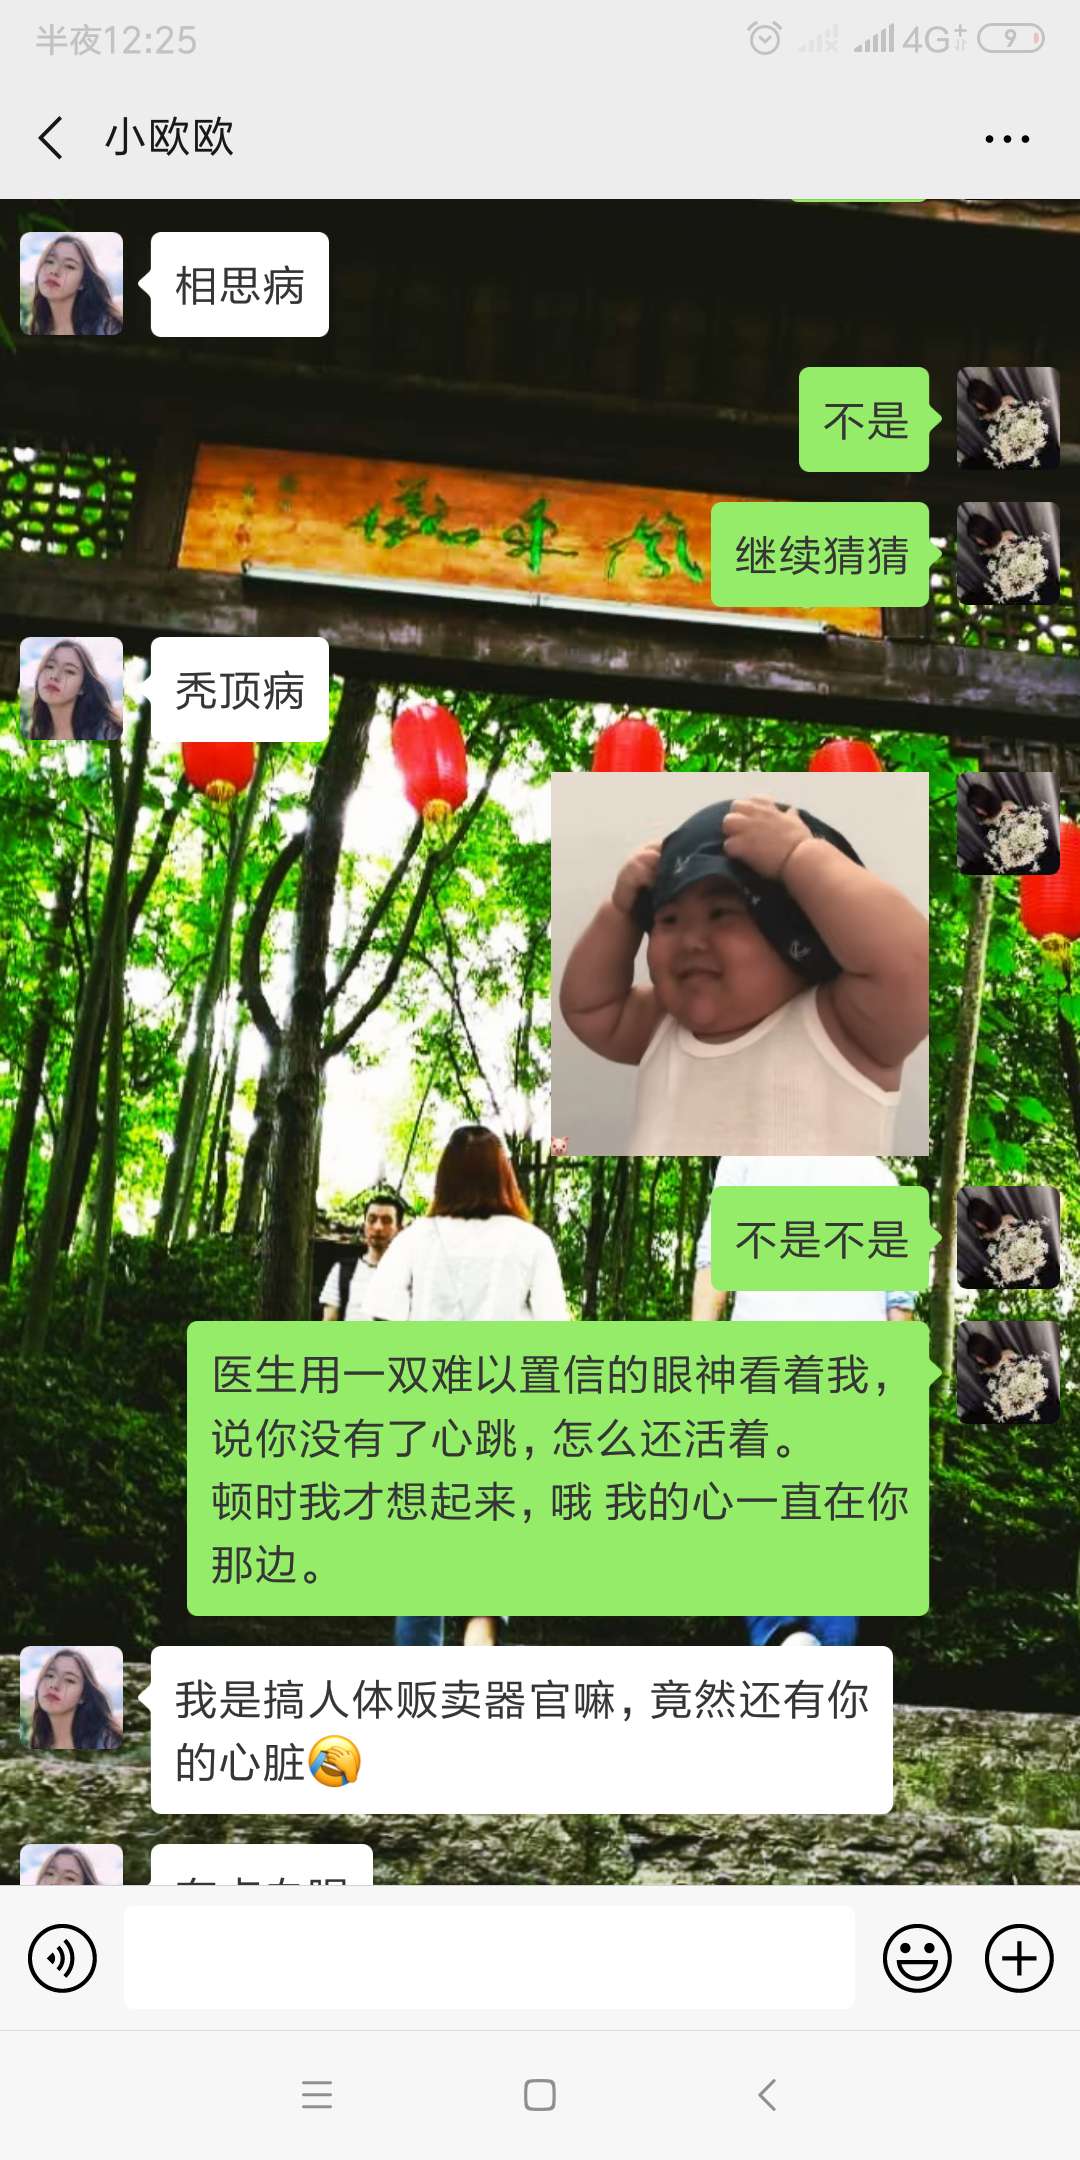 半夜12:25
4G+
9
小欧欧
相思病
不是
继续猜猜
秃顶病
不是不是
医生用一双难以置信的眼神看着我，
说你没有了心跳，怎么还活着。
顿时我才想起来，哦 我的心一直在你
那边。
我是搞人体贩卖器官嘛，竟然还有你
的心脏🤦